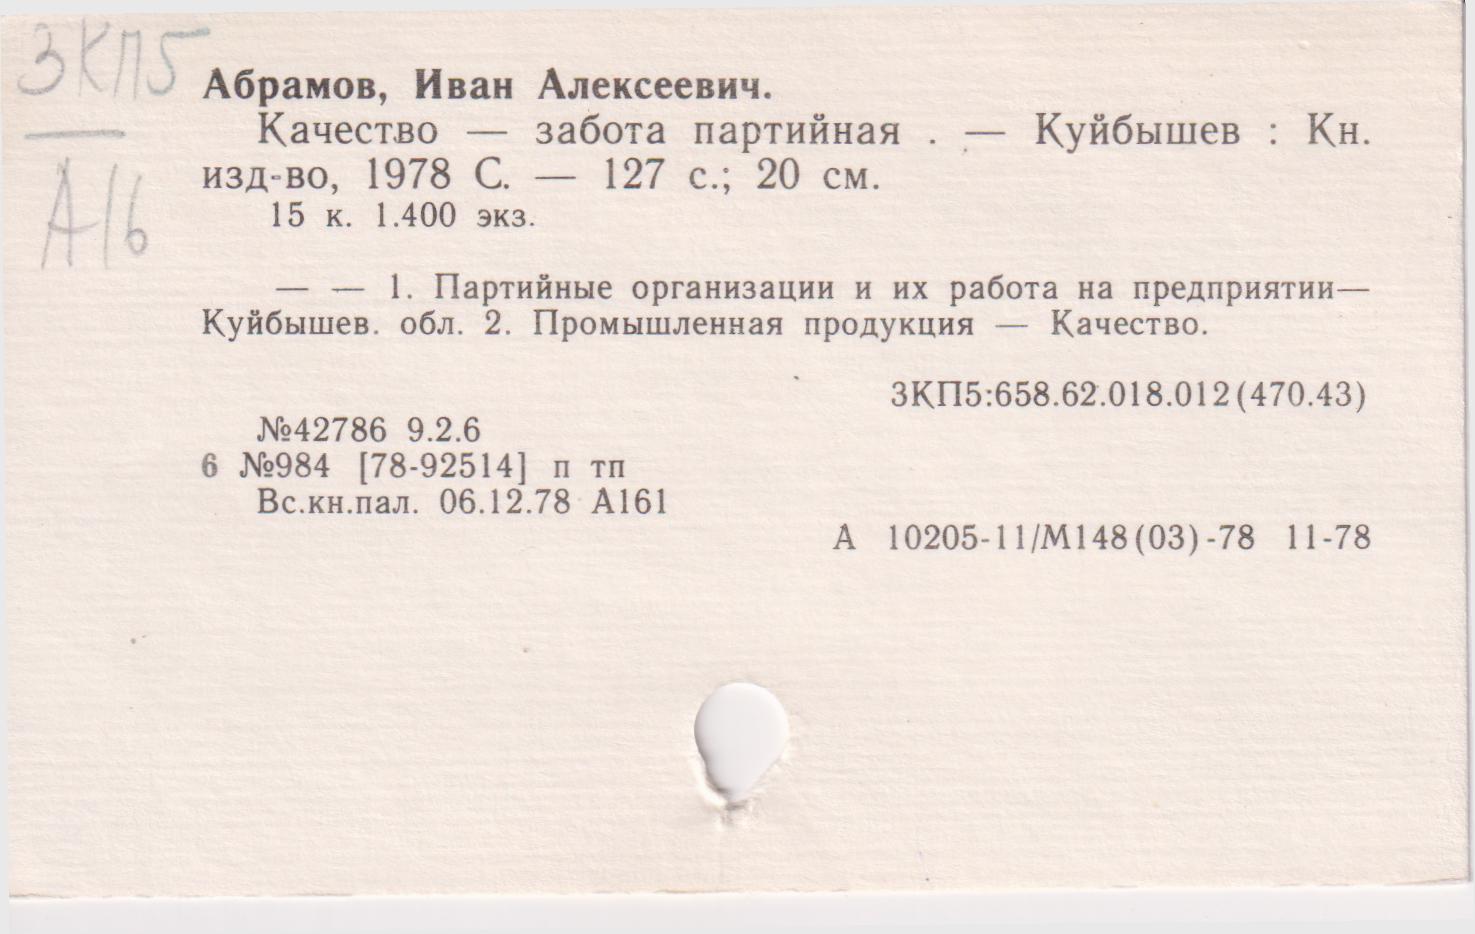 3КП5
А16
Абрамов, Иван Алексеевич.
Качество — забота партийная . — Куйбышев : Кн.
изд-во, 1978 С. — 127 с.; 20 см.
15 к. 1.400 экз.
— — 1. Партийные организации и их работа на предприятии—
Куйбышев. обл. 2. Промышленная продукция — Качество.
3КП5:658.62.018.012(470.43)
№42786 9.2.6
6 №984 [78-92514] п тп
Вс.кн.пал. 06.12.78 А161
А 10205-11/М148(03)-78 11-78